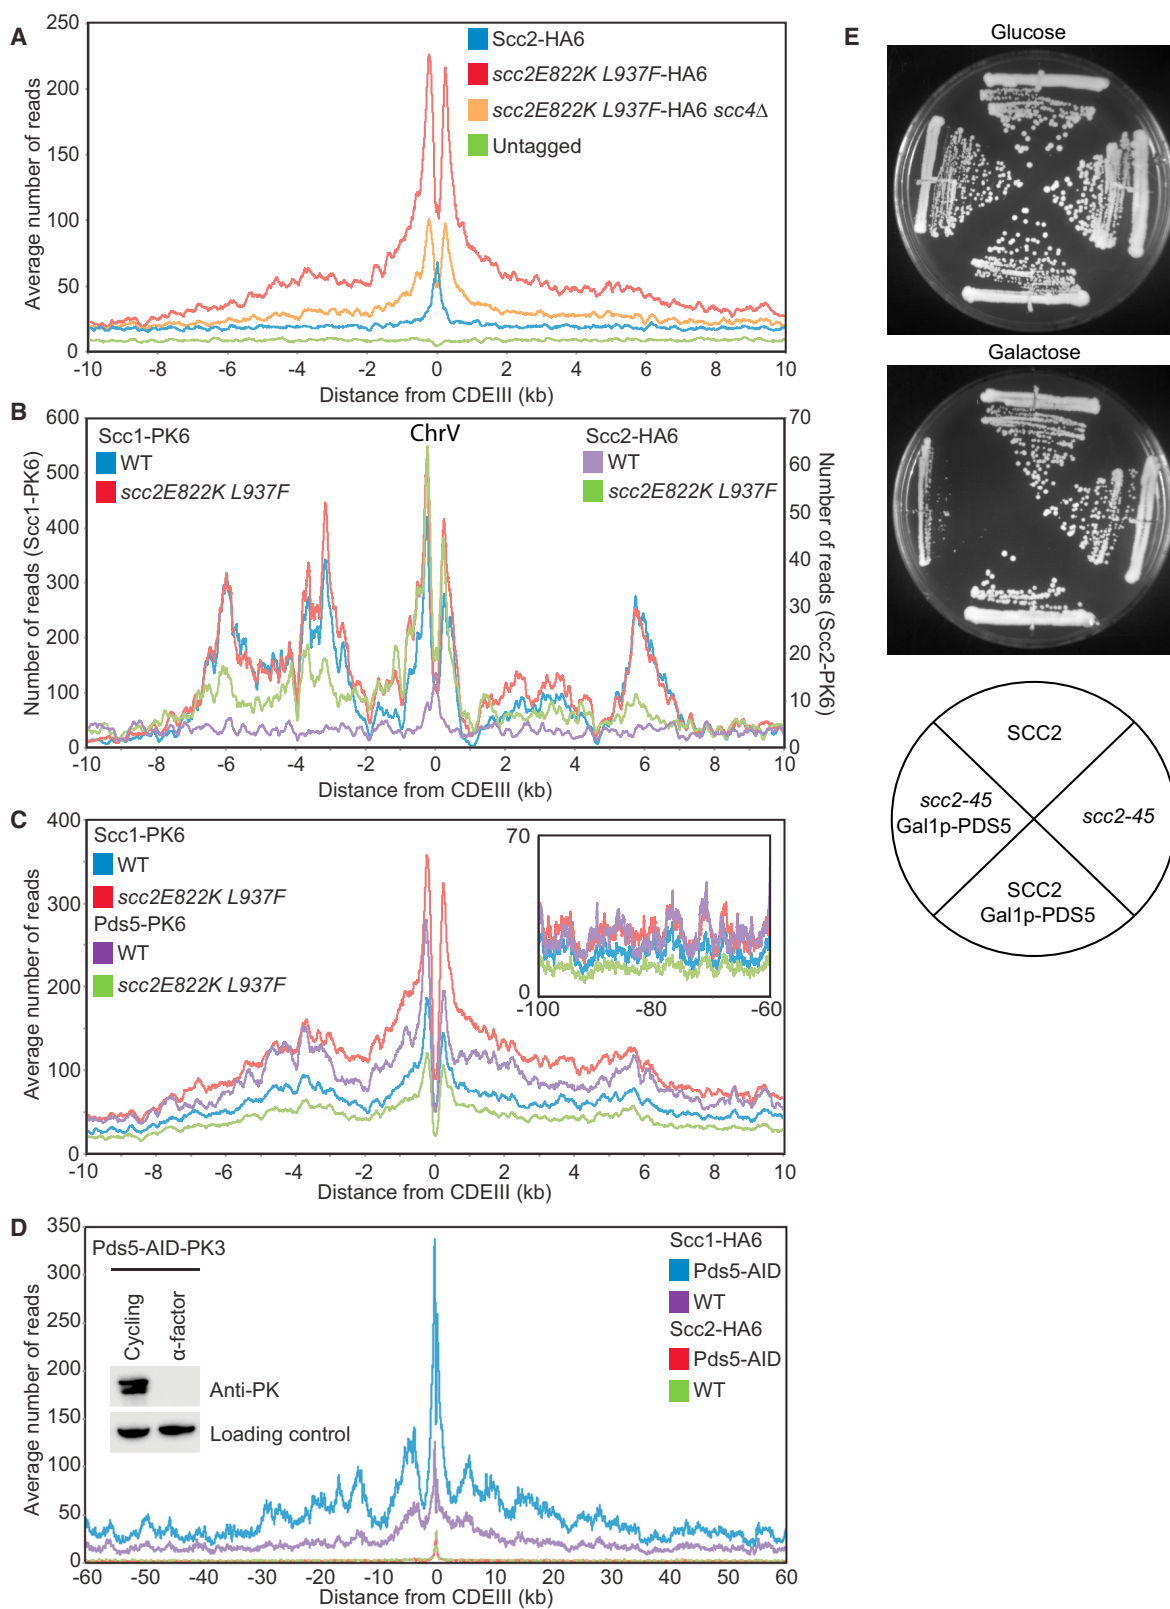 A
250
200
150
100
50
0
Average number of reads
Scc2-HA6
scc2E822K L937F-HA6
scc2E822K L937F-HA6 scc4Δ
Untagged
-10 -8 -6 -4 -2 0 2 4 6 8 10
Distance from CDEIII (kb)
B
600
500
400
300
200
100
0
Number of reads (Scc1-PK6)
Scc1-PK6
WT
scc2E822K L937F
ChrV
Scc2-HA6
WT
scc2E822K L937F
70
60
50
40
30
20
10
0
Number of reads (Scc2-PK6)
-10 -8 -6 -4 -2 0 2 4 6 8 10
Distance from CDEIII (kb)
C
400
300
200
100
0
Average number of reads
Scc1-PK6
WT
scc2E822K L937F
Pds5-PK6
WT
scc2E822K L937F
70
0
-100 -80 -60
-10 -8 -6 -4 -2 0 2 4 6 8 10
Distance from CDEIII (kb)
D
350
300
250
200
150
100
50
0
Average number of reads
Pds5-AID-PK3
Cycling
α-factor
Anti-PK
Loading control
Scc1-HA6
Pds5-AID
WT
Scc2-HA6
Pds5-AID
WT
-60 -50 -40 -30 -20 -10 0 10 20 30 40 50 60
Distance from CDEIII (kb)
E
Glucose
Galactose
SCC2
scc2-45
Gal1p-PDS5
scc2-45
SCC2
Gal1p-PDS5